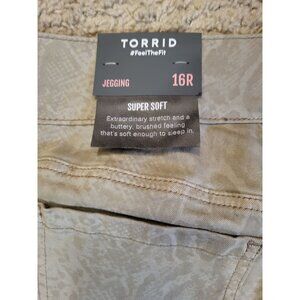 TORRID
#FeelTheFit
JEGGING 16R
SUPER SOFT
Extraordinary stretch and a
buttery, brushed feeling
that's soft enough to sleep in.